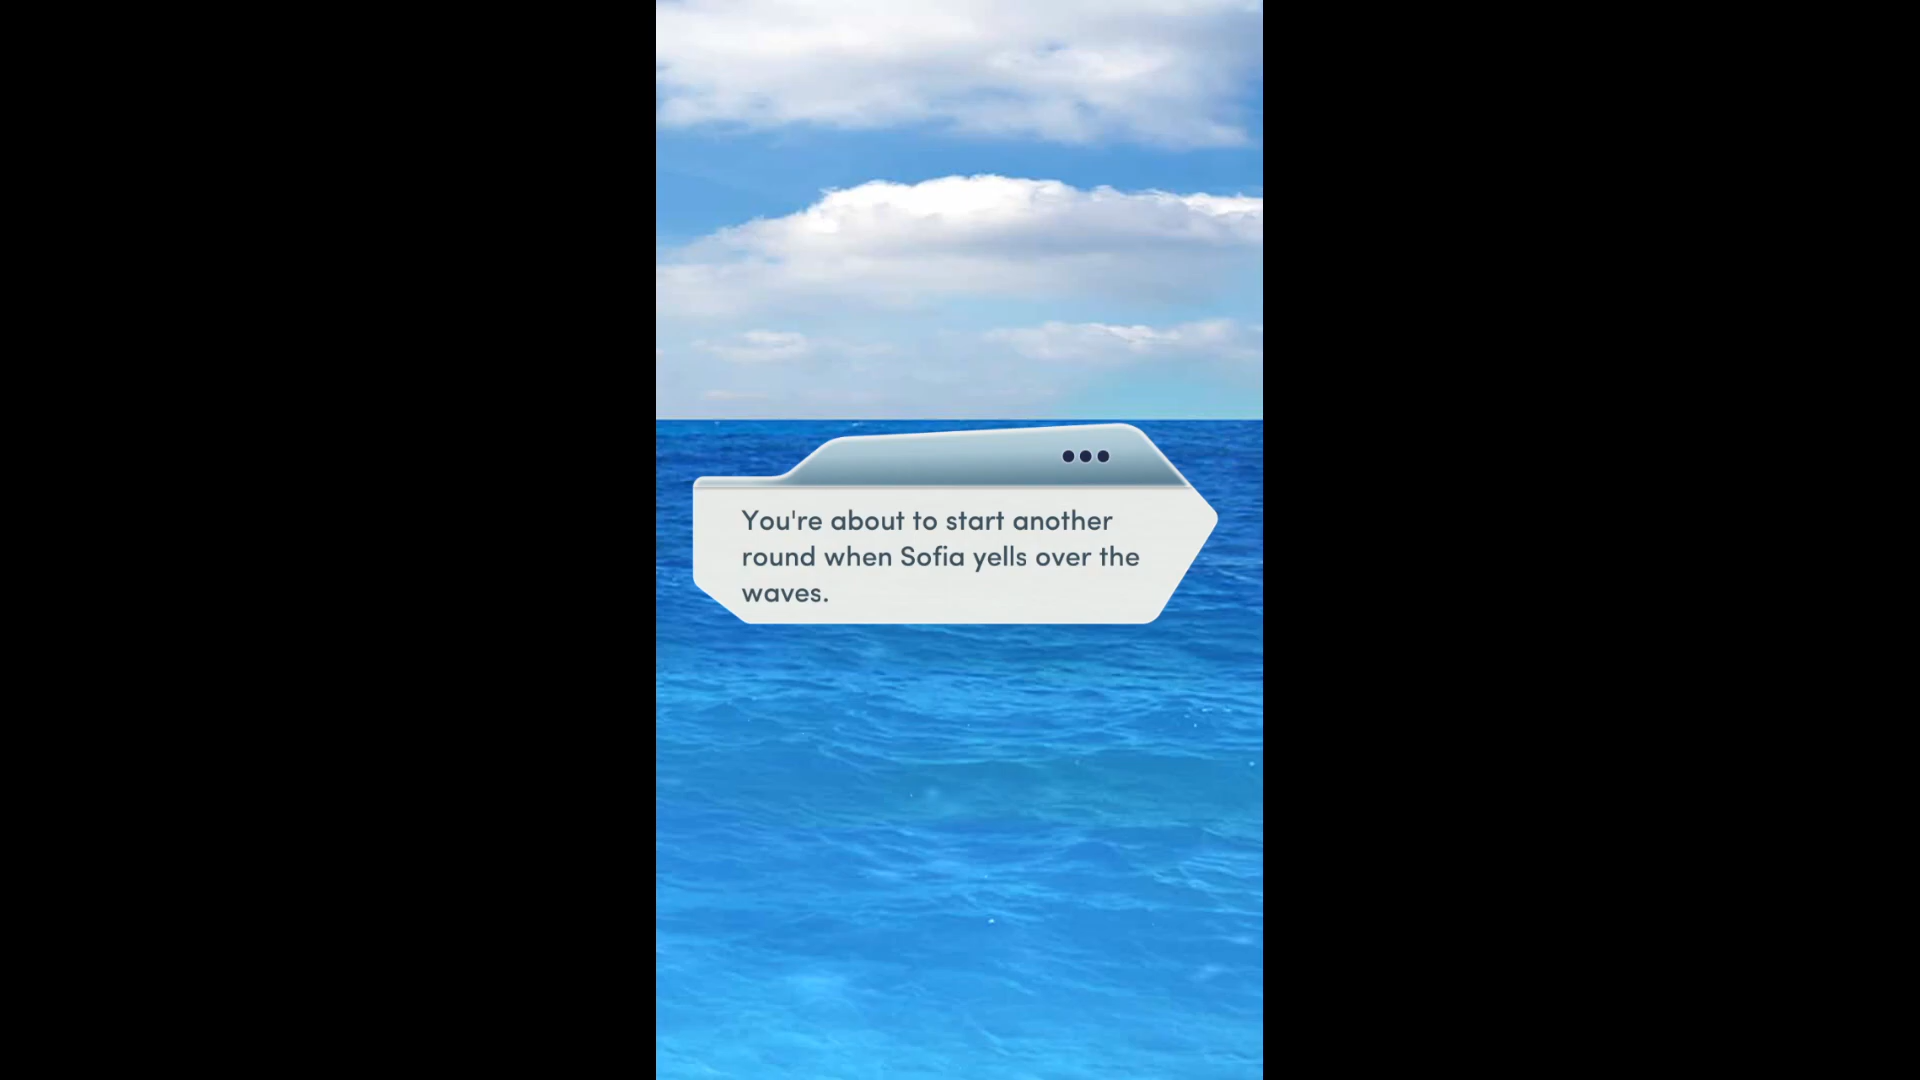 You're about to start another
round when Sofia yells over the
waves.